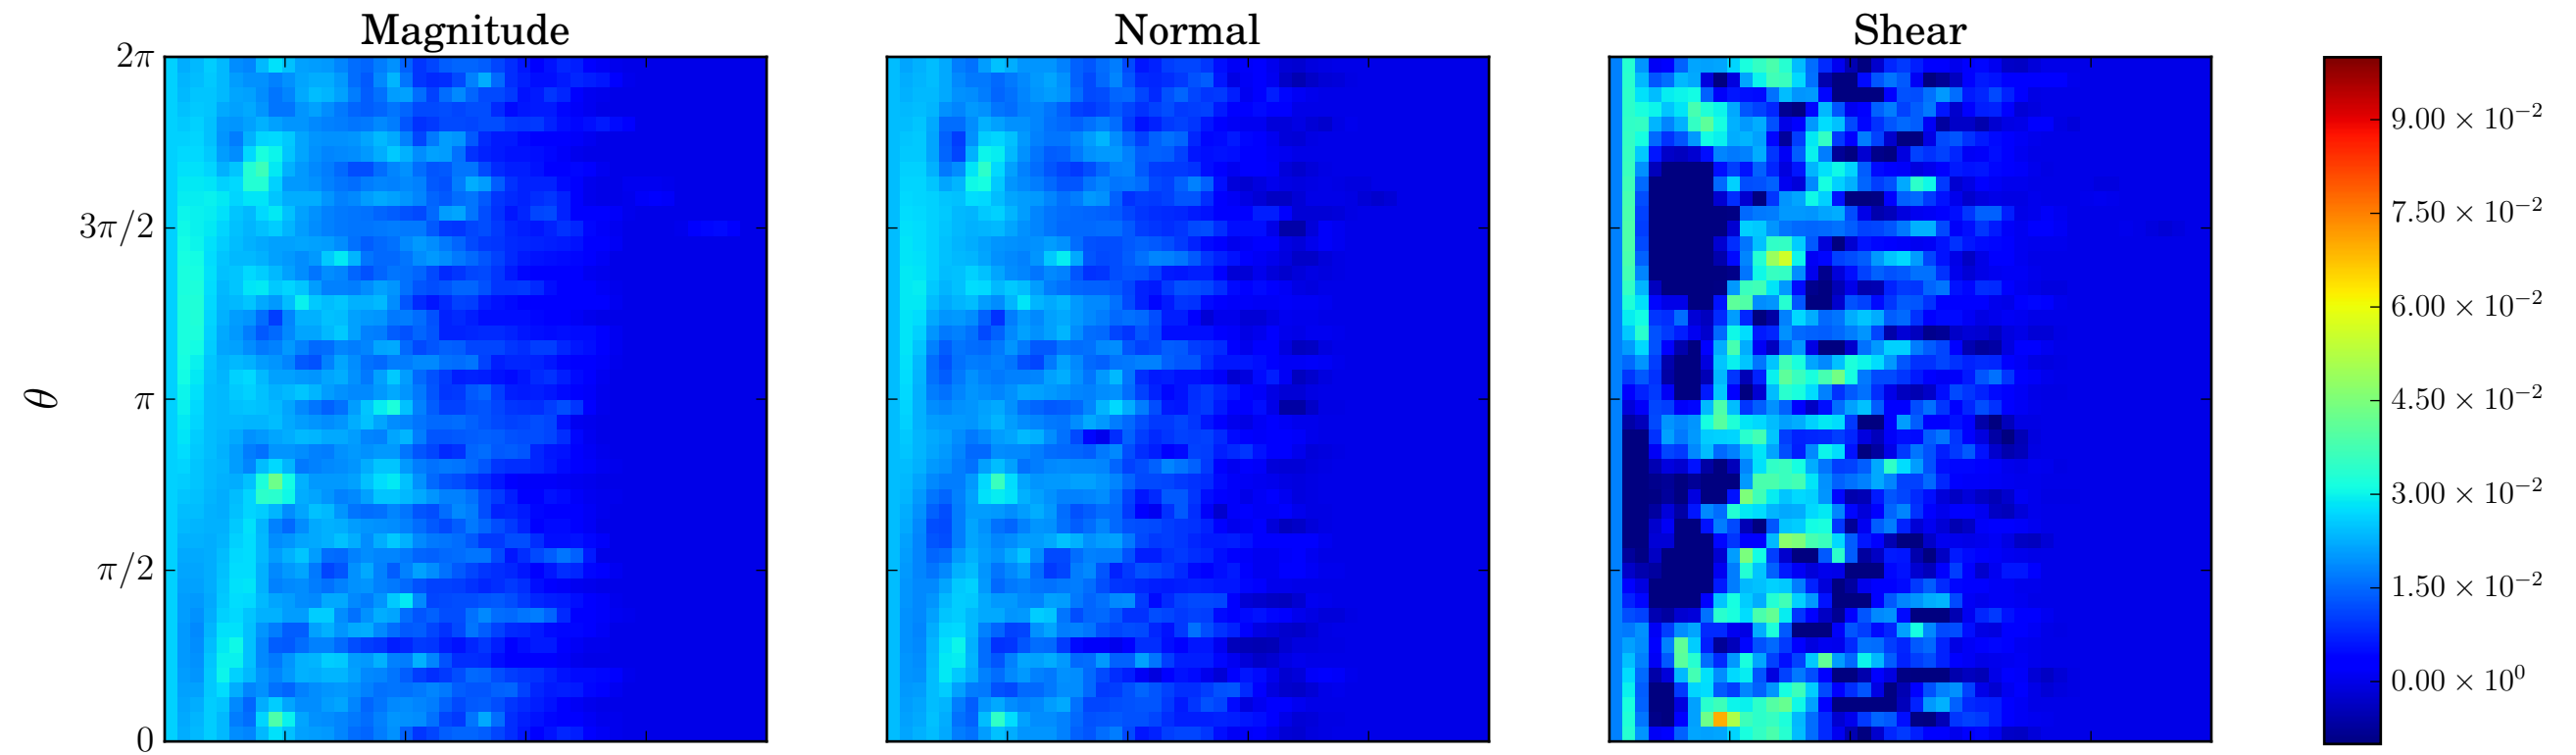 Magnitude
Normal
Shear
2π
3π/2
π
π/2
0
θ
9.00 × 10⁻²
7.50 × 10⁻²
6.00 × 10⁻²
4.50 × 10⁻²
3.00 × 10⁻²
1.50 × 10⁻²
0.00 × 10⁰